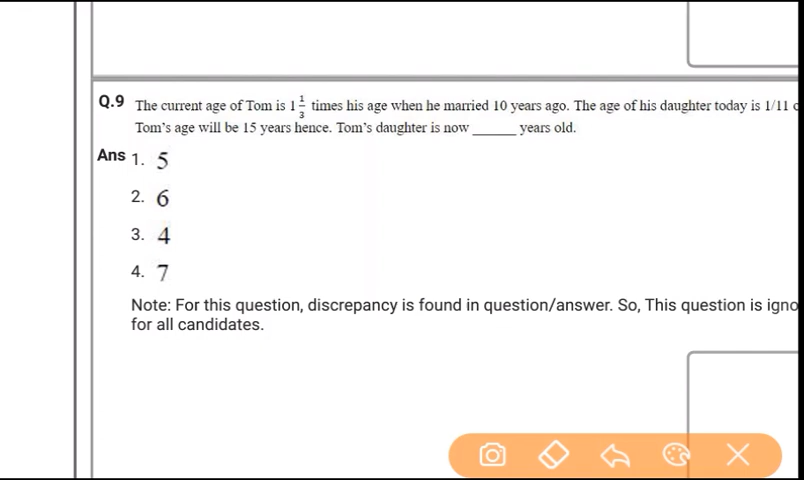 Q.9 The current age of Tom is 1 1/3 times his age when he married 10 years ago. The age of his daughter today is 1/11
Tom's age will be 15 years hence. Tom's daughter is now ______ years old.
Ans 1. 5
2. 6
3. 4
4. 7
Note: For this question, discrepancy is found in question/answer. So, This question is igno
for all candidates.